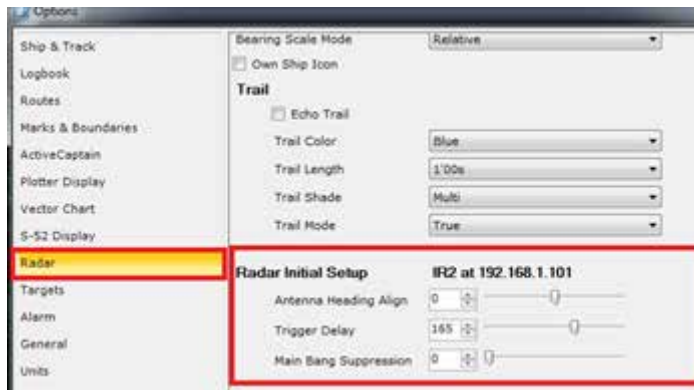 Options
Ship & Track
Logbook
Routes
Marks & Boundaries
ActiveCaptain
Plotter Display
Vector Chart
S-52 Display
Radar
Targets
Alarm
General
Units
Bearing Scale Mode Relative
Own Ship Icon
Trail
Echo Trail
Trail Color Blue
Trail Length 1'00s
Trail Shade Multi
Trail Mode True
Radar Initial Setup IR2 at 192.168.1.101
Antenna Heading Align 0
Trigger Delay 165
Main Bang Suppression 0